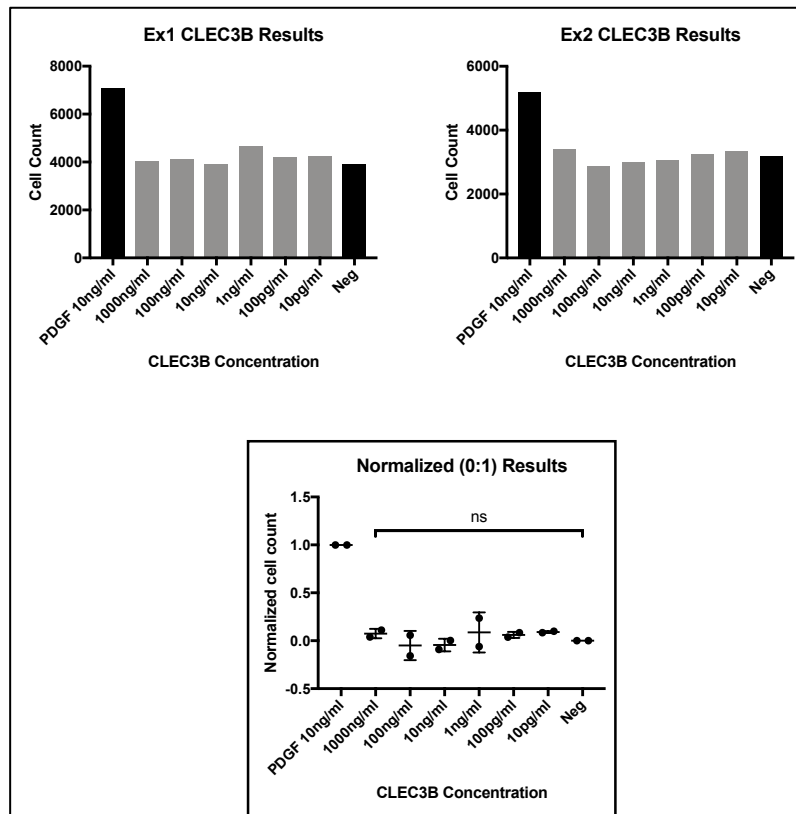 Ex1 CLEC3B Results
8000
6000
4000
2000
0
Cell Count
PDGF 10ng/ml
1000ng/ml
100ng/ml
10ng/ml
1ng/ml
100pg/ml
10pg/ml
Neg
CLEC3B Concentration
Ex2 CLEC3B Results
6000
4000
2000
0
Cell Count
PDGF 10ng/ml
1000ng/ml
100ng/ml
10ng/ml
1ng/ml
100pg/ml
10pg/ml
Neg
CLEC3B Concentration
Normalized (0:1) Results
1.5
1.0
0.5
0.0
-0.5
Normalized cell count
ns
PDGF 10ng/ml
1000ng/ml
100ng/ml
10ng/ml
1ng/ml
100pg/ml
10pg/ml
Neg
CLEC3B Concentration